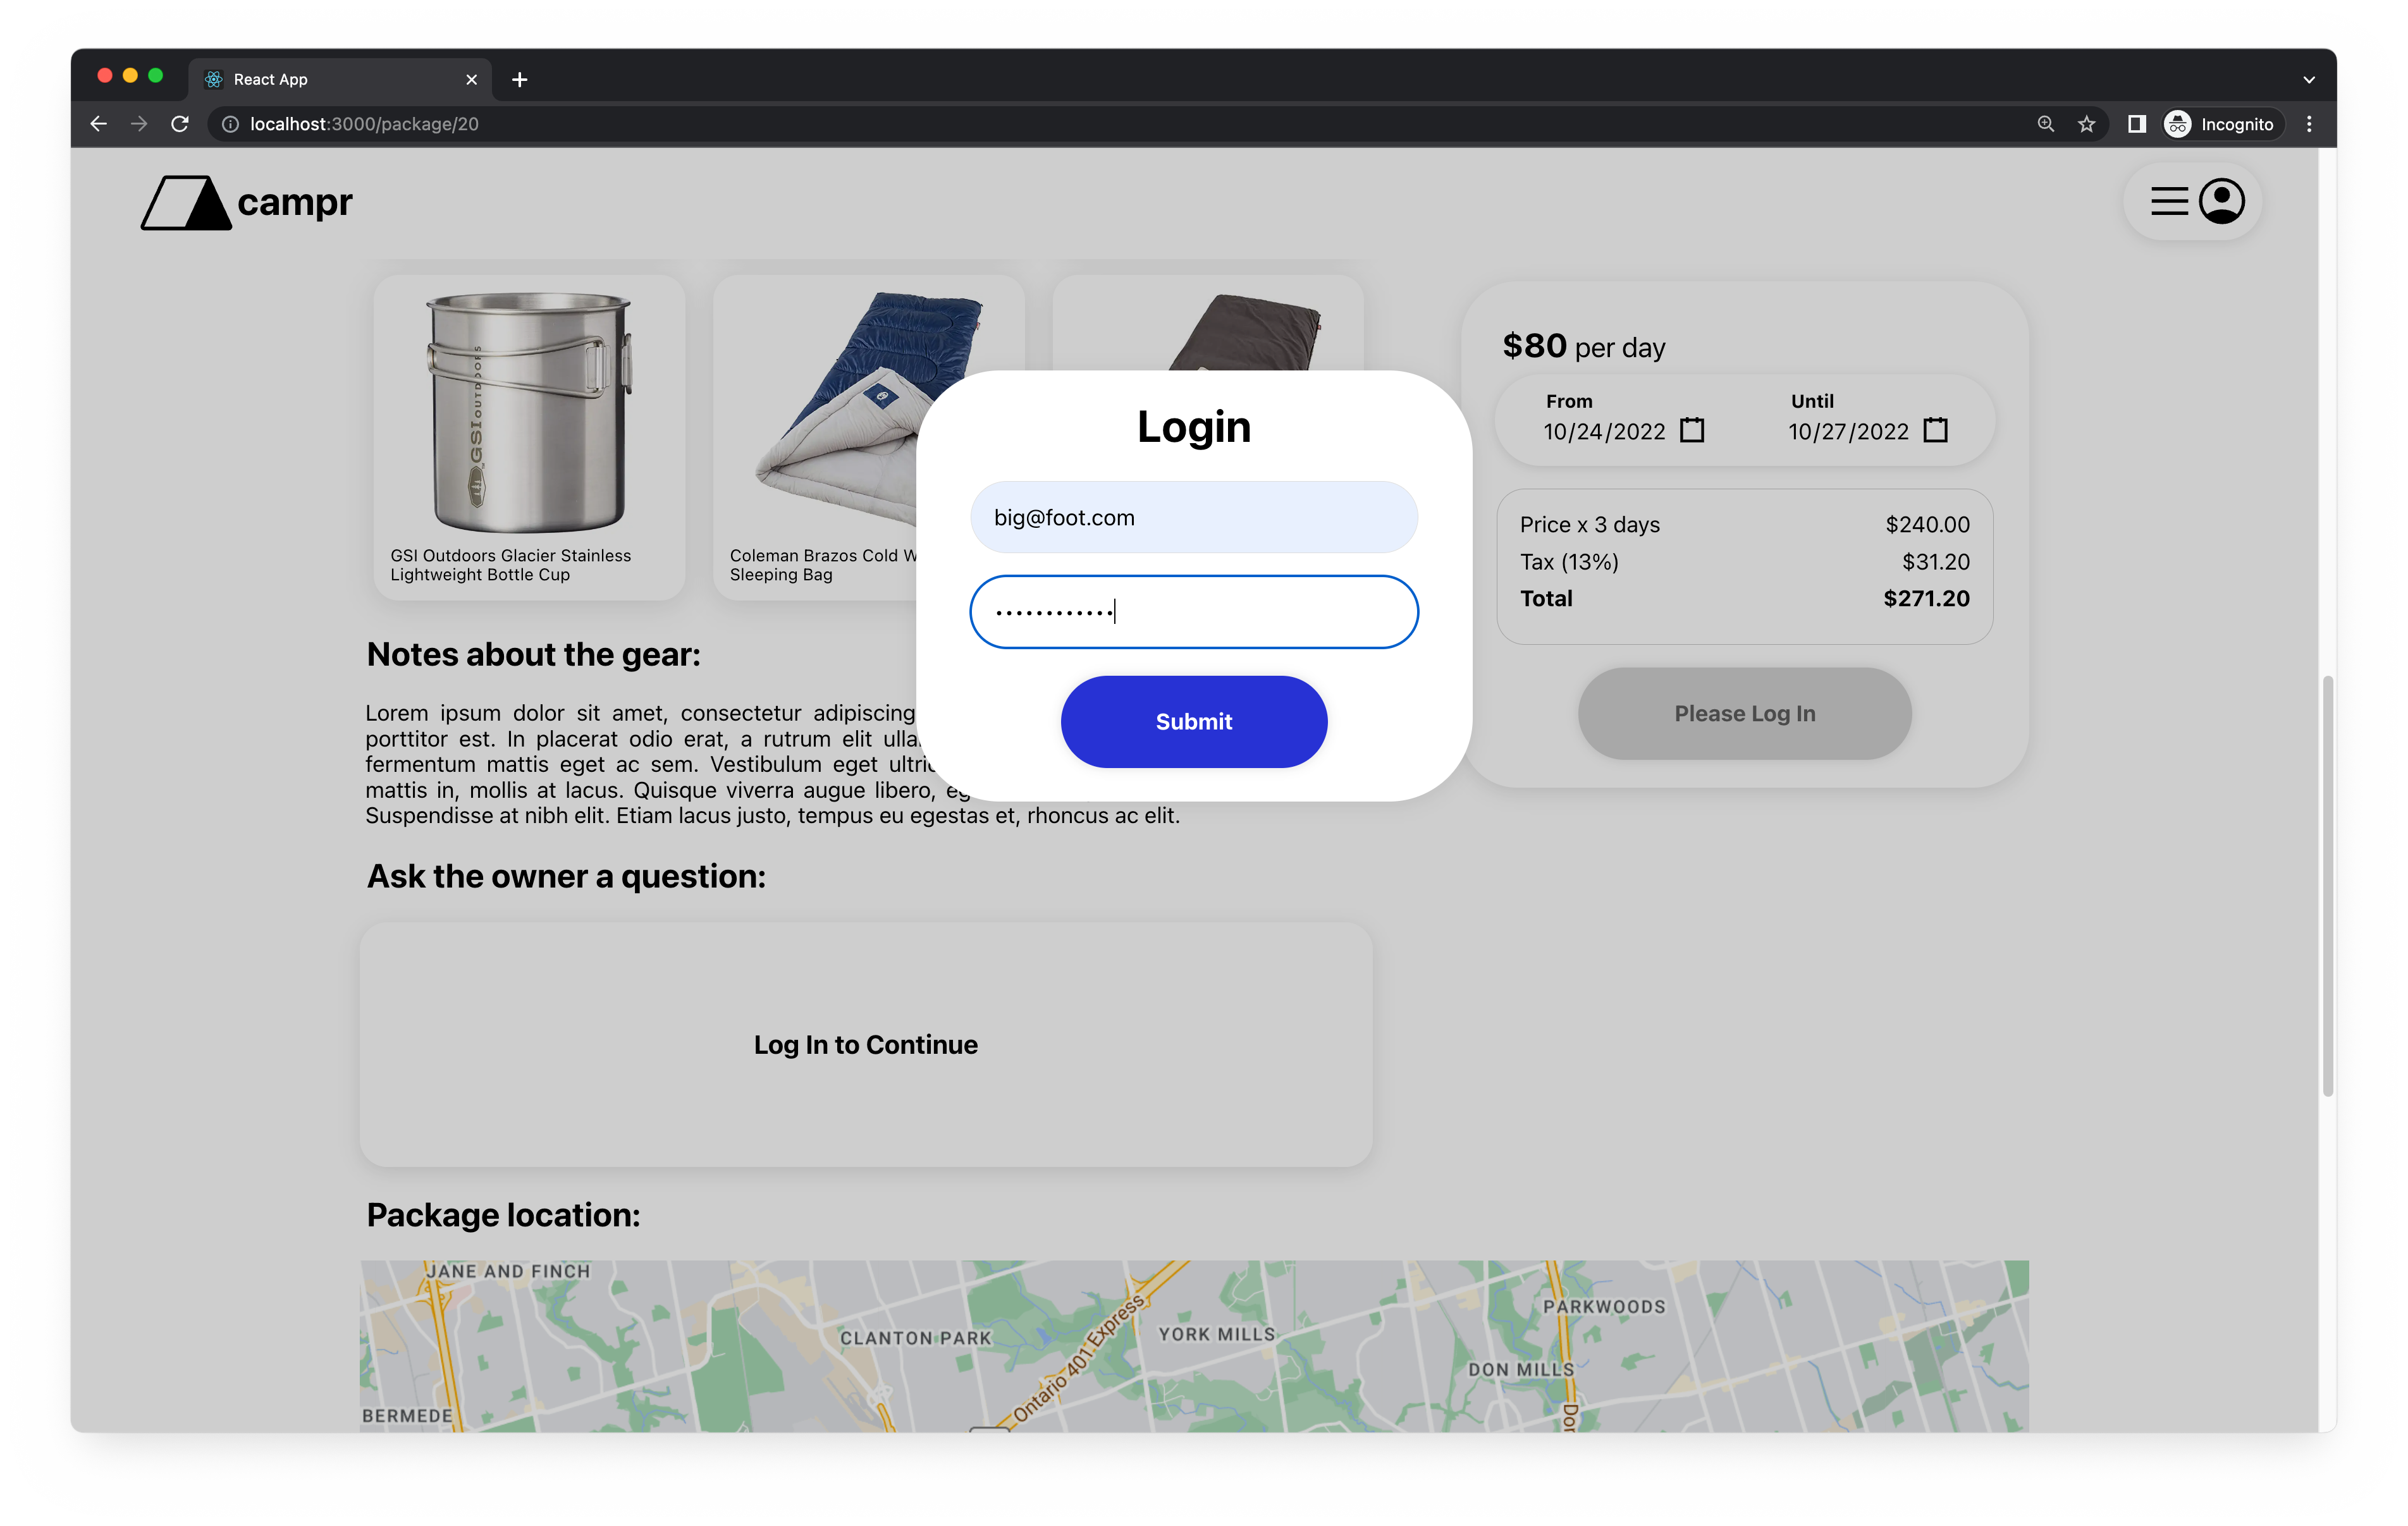 React App
localhost:3000/package/20
Incognito
campr
GSI OUTDOORS
GSI Outdoors Glacier Stainless
Lightweight Bottle Cup
Coleman Brazos Cold W
Sleeping Bag
$80 per day
From
Until
10/24/2022
10/27/2022
Price x 3 days
$240.00
Tax (13%)
$31.20
Total
$271.20
Please Log In
Login
big@foot.com
••••••••••••
Submit
Notes about the gear:
Lorem ipsum dolor sit amet, consectetur adipiscing
porttitor est. In placerat odio erat, a rutrum elit
fermentum mattis eget ac sem. Vestibulum eget
mattis in, mollis at lacus. Quisque viverra augue libero,
Suspendisse at nibh elit. Etiam lacus justo, tempus eu egestas et, rhoncus ac elit.
Ask the owner a question:
Log In to Continue
Package location:
JANE AND FINCH
CLANTON PARK
YORK MILLS
PARKWOODS
DON MILLS
Ontario 401 Express
BERMEDE
Don